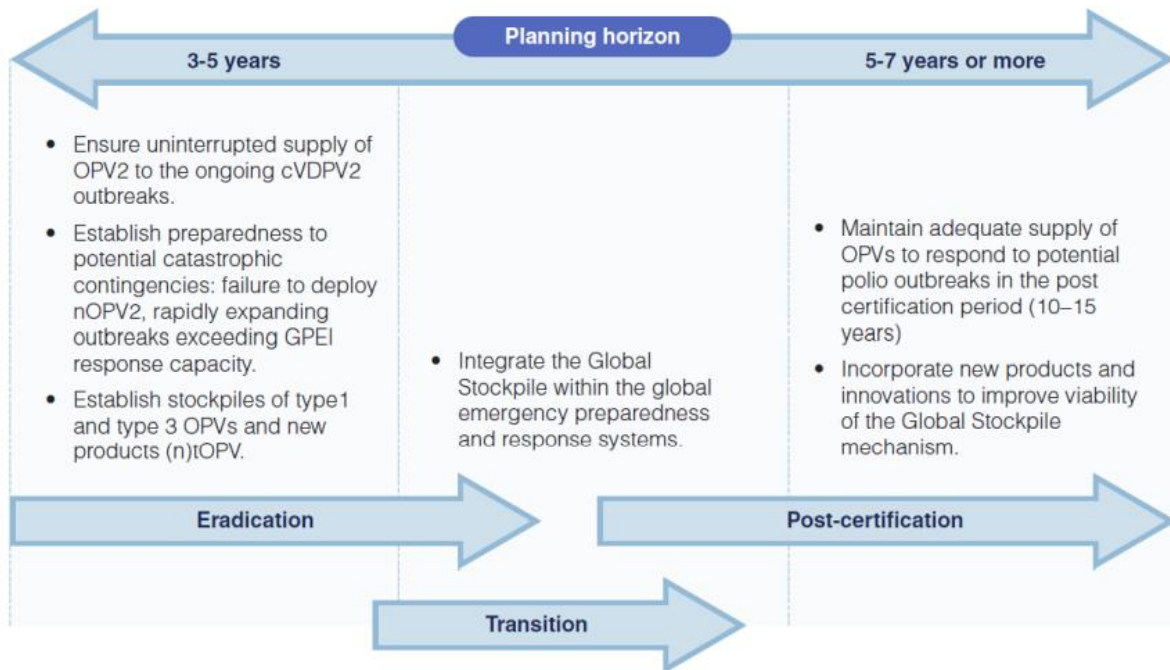 Planning horizon
3-5 years
5-7 years or more
• Ensure uninterrupted supply of
OPV2 to the ongoing cVDPV2
outbreaks.
• Establish preparedness to
potential catastrophic
contingencies: failure to deploy
nOPV2, rapidly expanding
outbreaks exceeding GPEI
response capacity.
• Establish stockpiles of type1
and type 3 OPVs and new
products (n)tOPV.
• Integrate the Global
Stockpile within the global
emergency preparedness
and response systems.
• Maintain adequate supply of
OPVs to respond to potential
polio outbreaks in the post
certification period (10–15
years)
• Incorporate new products and
innovations to improve viability
of the Global Stockpile
mechanism.
Eradication
Post-certification
Transition